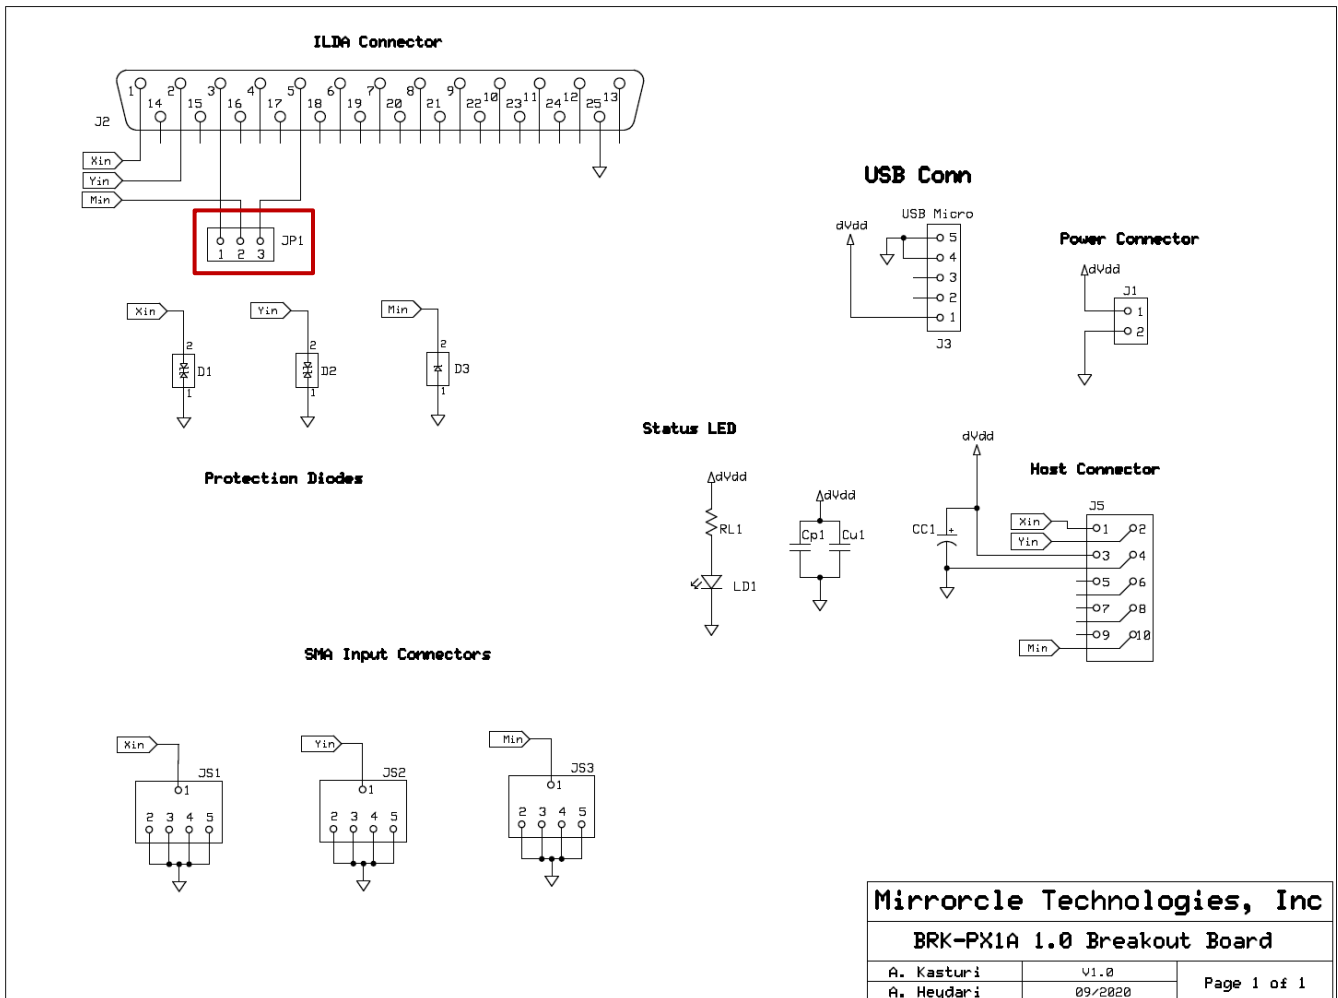 ILDA Connector
1 2 3 4 5 6 7 8 9 10 11 12 13
14 15 16 17 18 19 20 21 22 23 24 25
J2
Xin
Yin
Min
JP1
1 2 3
USB Conn
USB Micro
dVdd
5
4
3
2
1
J3
Power Connector
dVdd
J1
1
2
Xin
2
D1
1
Yin
2
D2
1
Min
2
D3
1
Protection Diodes
Status LED
dVdd
RL1
LD1
dVdd
Cp1 Cu1
dVdd
CC1 +
Host Connector
J5
Xin 1 2
Yin
3 4
5 6
7 8
9 10
Min
SMA Input Connectors
Xin
JS1
1
2 3 4 5
Yin
JS2
1
2 3 4 5
Min
JS3
1
2 3 4 5
Mirrorcle Technologies, Inc
BRK-PX1A 1.0 Breakout Board
A. Kasturi V1.0
A. Heudari 09/2020
Page 1 of 1